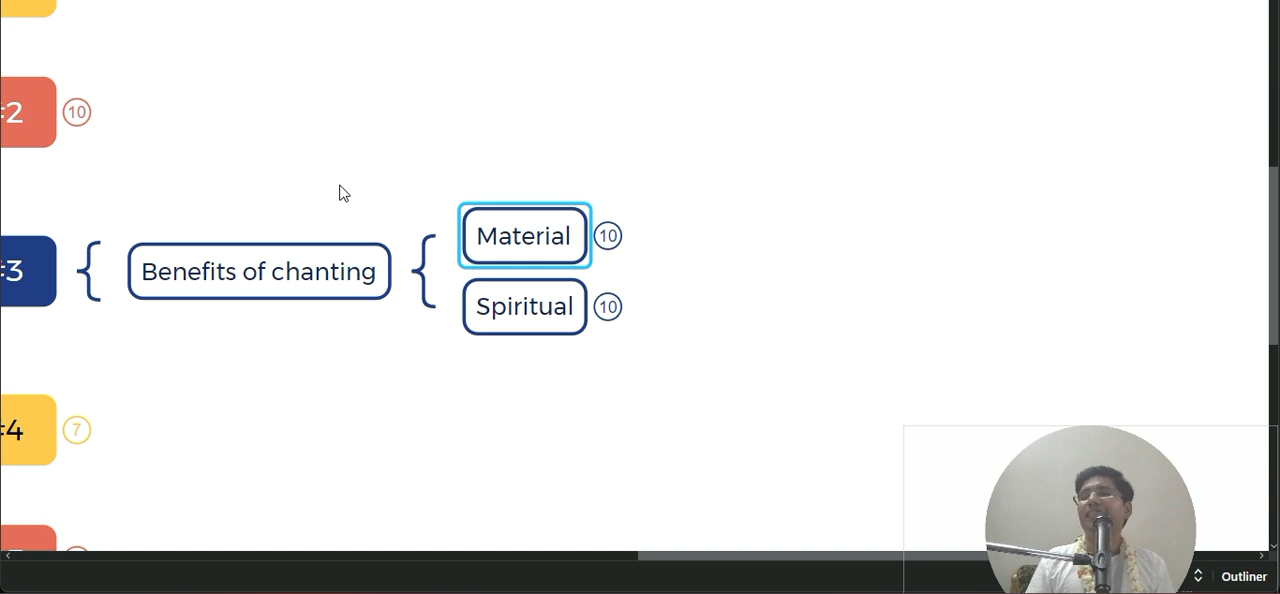 #2
10
#3
Benefits of chanting
Material
10
Spiritual
10
#4
7
Outliner